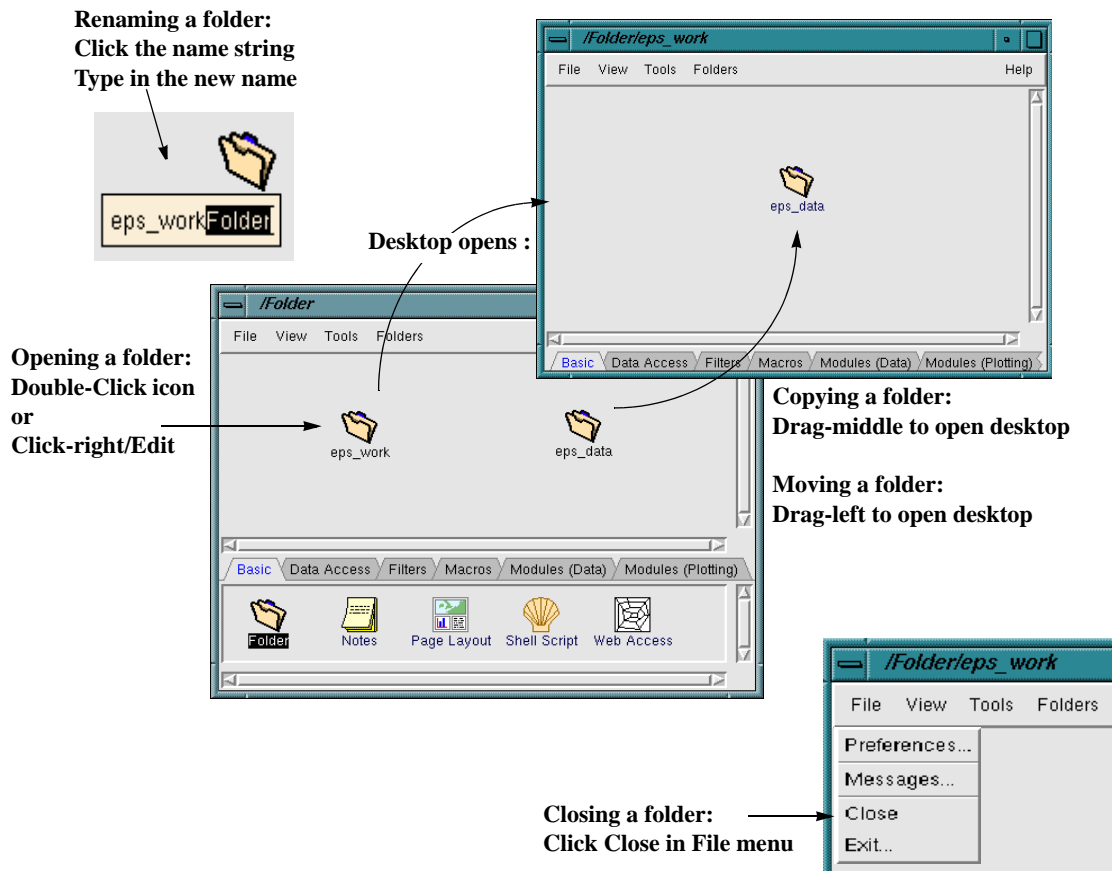 Renaming a folder:
Click the name string
Type in the new name
eps_workFolder
/Folder/eps_work
File View Tools Folders Help
eps_data
Basic Data Access Filters Macros Modules (Data) Modules (Plotting)
Desktop opens :
/Folder
File View Tools Folders
Opening a folder:
Double-Click icon
or
Click-right/Edit
eps_work eps_data
Copying a folder:
Drag-middle to open desktop
Moving a folder:
Drag-left to open desktop
Basic Data Access Filters Macros Modules (Data) Modules (Plotting)
Folder Notes Page Layout Shell Script Web Access
/Folder/eps_work
File View Tools Folders
Preferences...
Messages...
Close
Exit...
Closing a folder:
Click Close in File menu